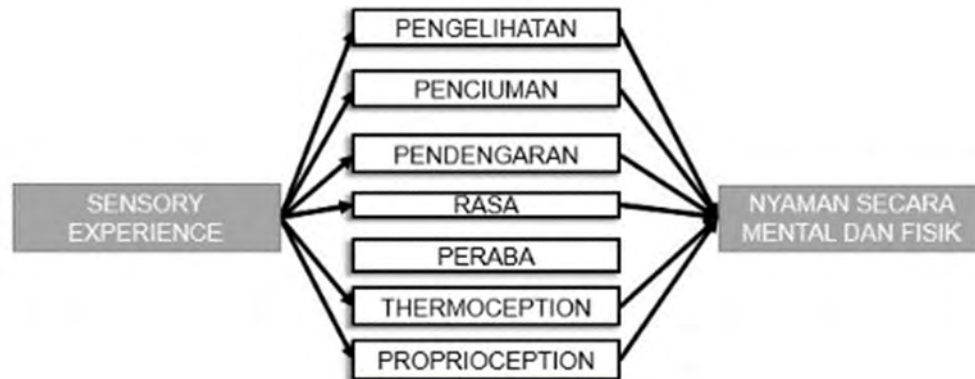 SENSORY
EXPERIENCE
PENGELIHATAN
PENCIUMAN
PENDENGARAN
RASA
PERABA
THERMOCEPTION
PROPRIOCEPTION
NYAMAN SECARA
MENTAL DAN FISIK